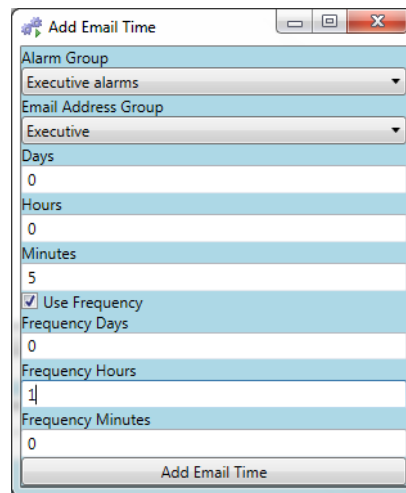 Add Email Time
Alarm Group
Executive alarms
Email Address Group
Executive
Days
0
Hours
0
Minutes
5
Use Frequency
Frequency Days
0
Frequency Hours
1
Frequency Minutes
0
Add Email Time